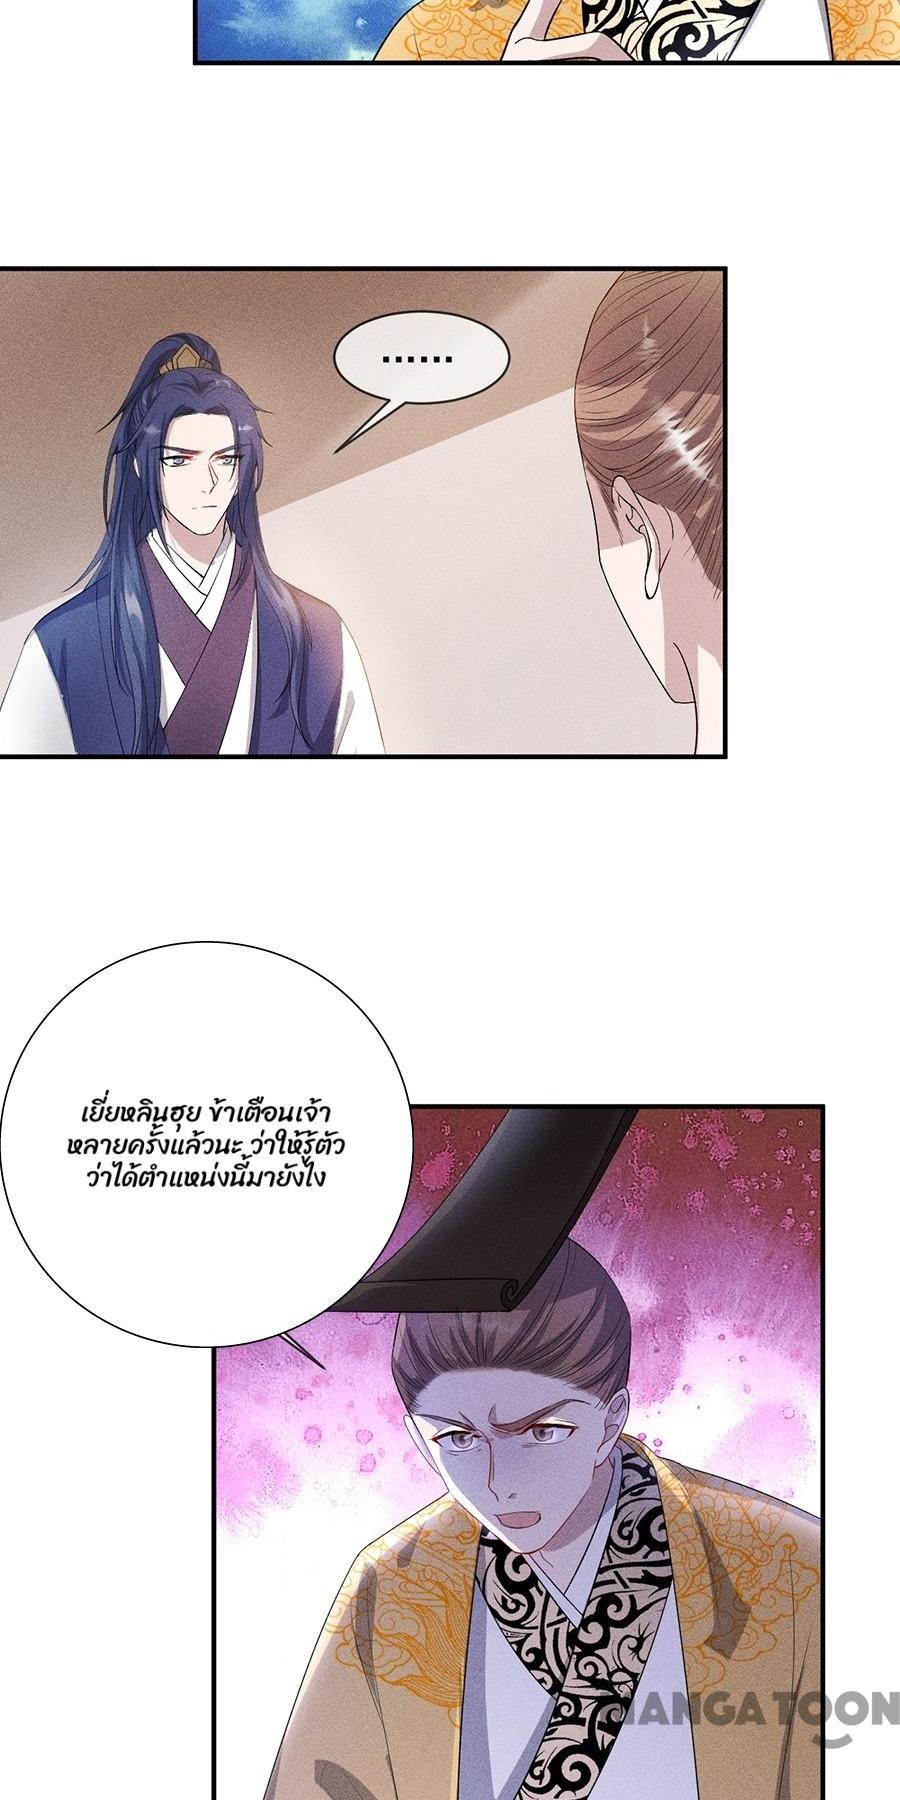 ......
เยี่ยหลินฮุย ข้าเตือนเจ้า
หลายครั้งแล้วนะ ว่าให้รู้ตัว
ว่าได้ตำแหน่งนี้มายังไง
MANGA TOON